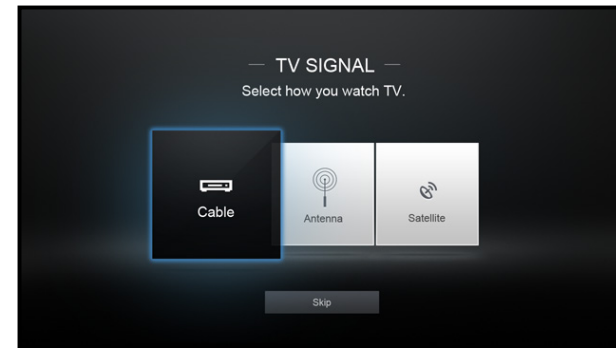 — TV SIGNAL —
Select how you watch TV.
Cable
Antenna
Satellite
Skip